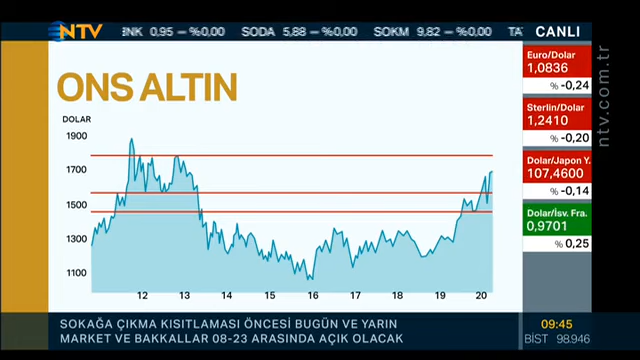 NTV
BNK 0,95 – %0,00 SODA 5,88 – %0,00 SOKM 9,82 – %0,00 TAT
CANLI
ONS ALTIN
DOLAR
1900
1700
1500
1300
1100
12 13 14 15 16 17 18 19 20
Euro/Dolar
1,0836
% -0,24
Sterlin/Dolar
1,2410
% -0,20
Dolar/Japon Y.
107,4600
% -0,14
Dolar/İsv. Fra.
0,9701
% 0,25
ntv.com.tr
SOKAĞA ÇIKMA KISITLAMASI ÖNCESİ BUGÜN VE YARIN
MARKET VE BAKKALLAR 08-23 ARASINDA AÇIK OLACAK
09:45
BIST 98.946